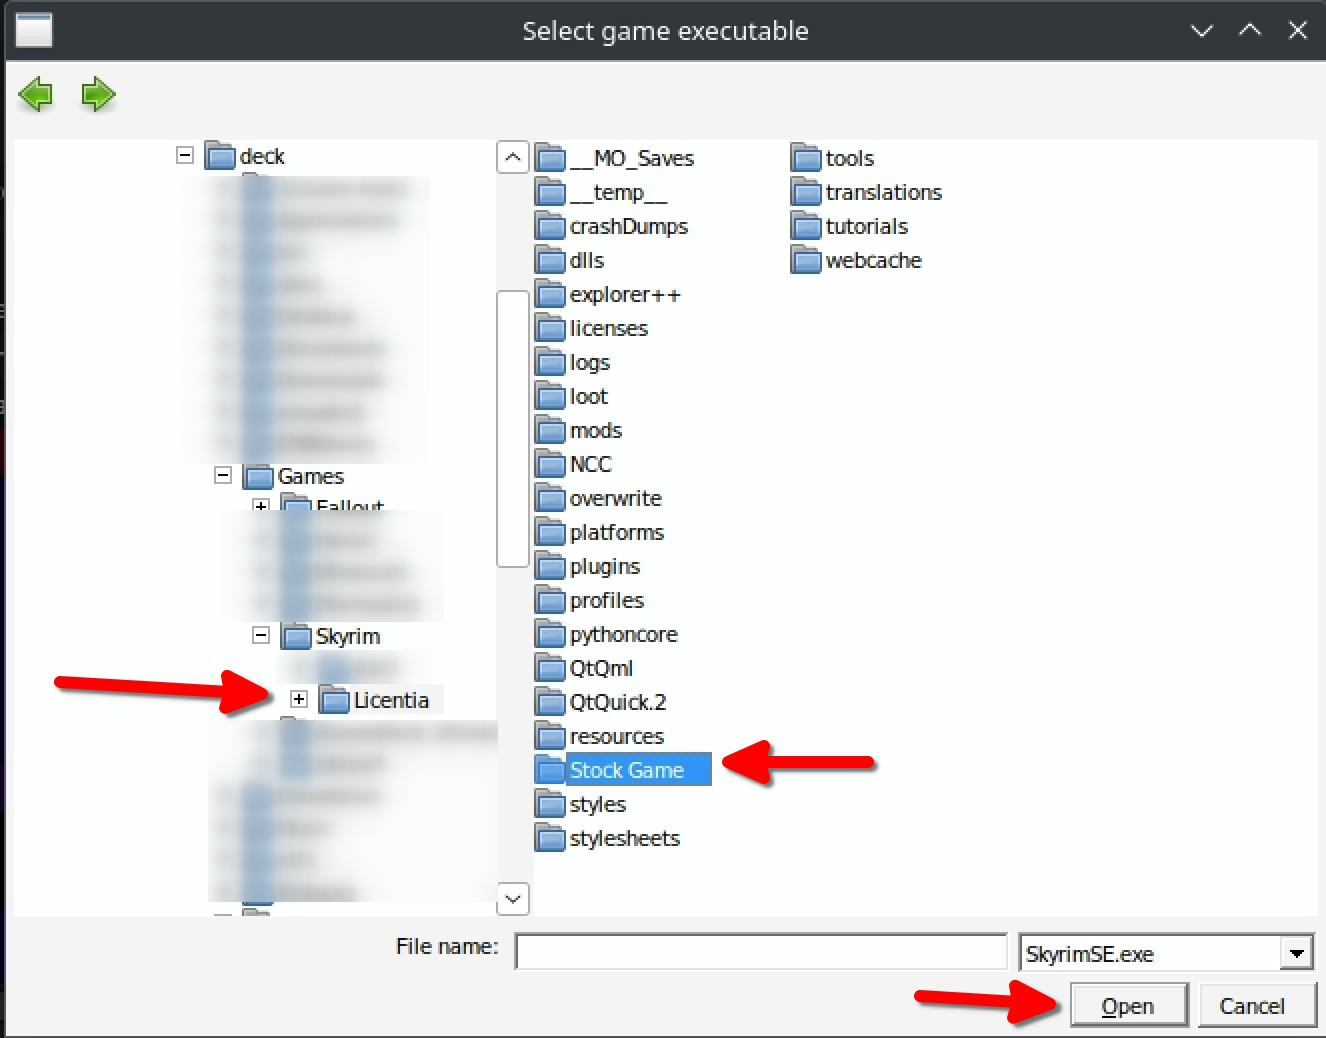 Select game executable
deck
Games
Fallout
Skyrim
Licentia
__MO_Saves
__temp__
crashDumps
dlls
explorer++
licenses
logs
loot
mods
NCC
overwrite
platforms
plugins
profiles
pythoncore
QtQml
QtQuick.2
resources
Stock Game
styles
stylesheets
tools
translations
tutorials
webcache
File name:
SkyrimSE.exe
Open
Cancel